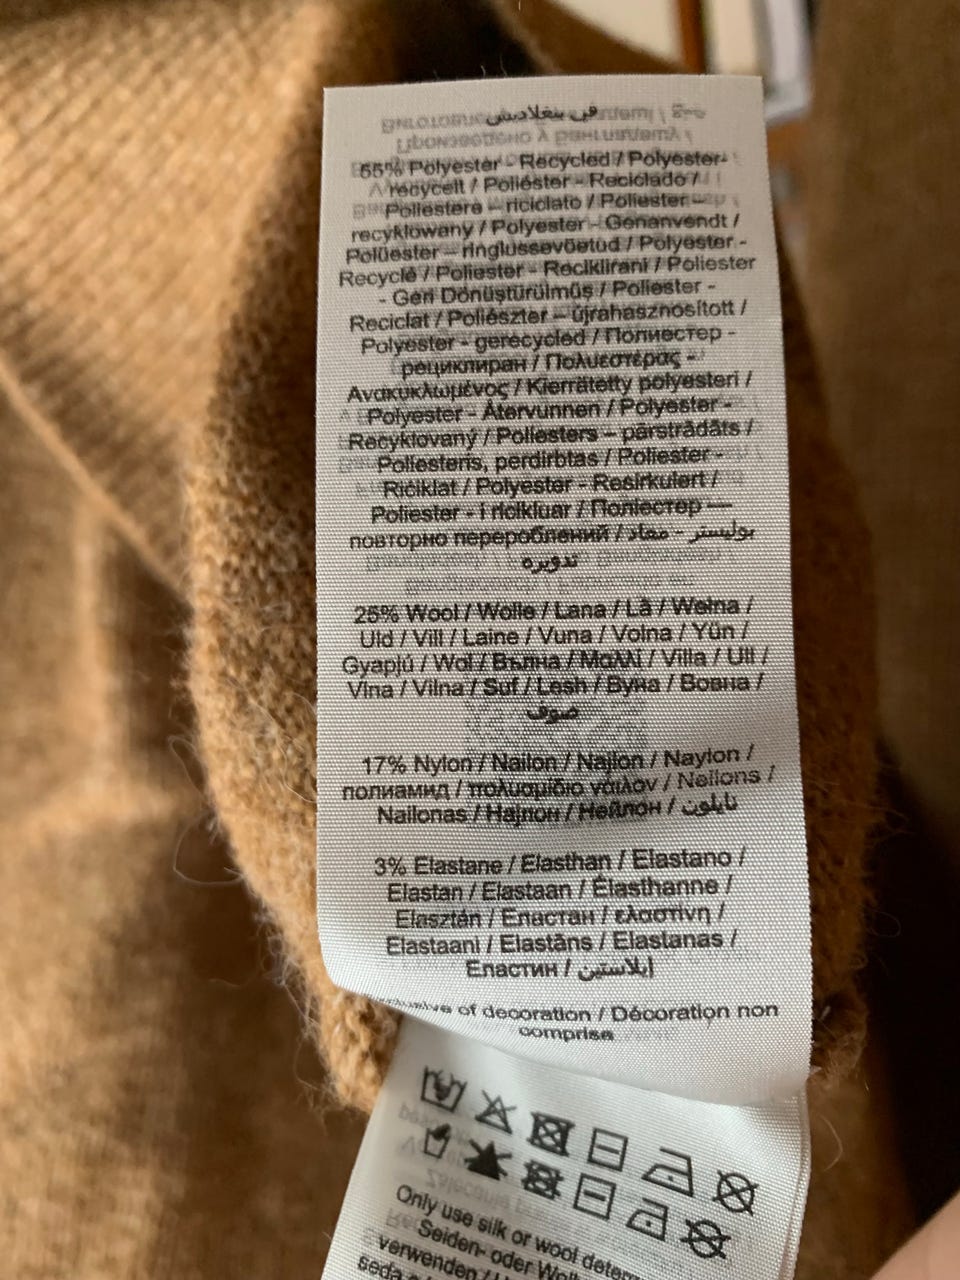 في بنغلاديش
55% Polyester - Recycled / Polyester-
recycelt / Poliéster - Reciclado /
Poliestere – riciclato / Poliester –
recyklowany / Polyester - Genanvendt /
Polüester – ringlussevõetud / Polyester -
Recyclé / Poliester - Reciklirani / Poliester
- Geri Dönüştürülmüş / Poliester -
Reciclat / Poliészter – újrahasznosított /
Polyester - gerecycled / Полиестер -
рециклиран / Πολυεστέρας -
Ανακυκλωμένος / Kierrätetty polyesteri /
Polyester - Återvunnen / Polyester -
Recyklovaný / Poliesters – pārstrādāts /
Poliesteris, perdirbtas / Poliester -
Riċiklat / Polyester - Resirkulert /
Poliester - i ricikluar / Поліестер —
повторно перероблений / بوليستر - معاد
تدويره
25% Wool / Wolle / Lana / Lã / Wełna /
Uld / Vill / Laine / Vuna / Volna / Yün /
Gyapjú / Wol / Вълна / Μαλλί / Villa / Ull /
Vlna / Vilna / Suf / Lesh / Вуна / Вовна /
صوف
17% Nylon / Nailon / Najlon / Naylon /
полиамид / πολυαμίδιο νάιλον / Neilons /
Nailonas / Најлон / Нейлон / نايلون
3% Elastane / Elasthan / Elastano /
Elastan / Elastaan / Élasthanne /
Elasztán / Еластан / ελαστίνη /
Elastaani / Elastāns / Elastanas /
Еластин / إيلاستين
of decoration / Décoration non
comprise
Only use silk or wool
Seiden- oder
verwenden /
seda